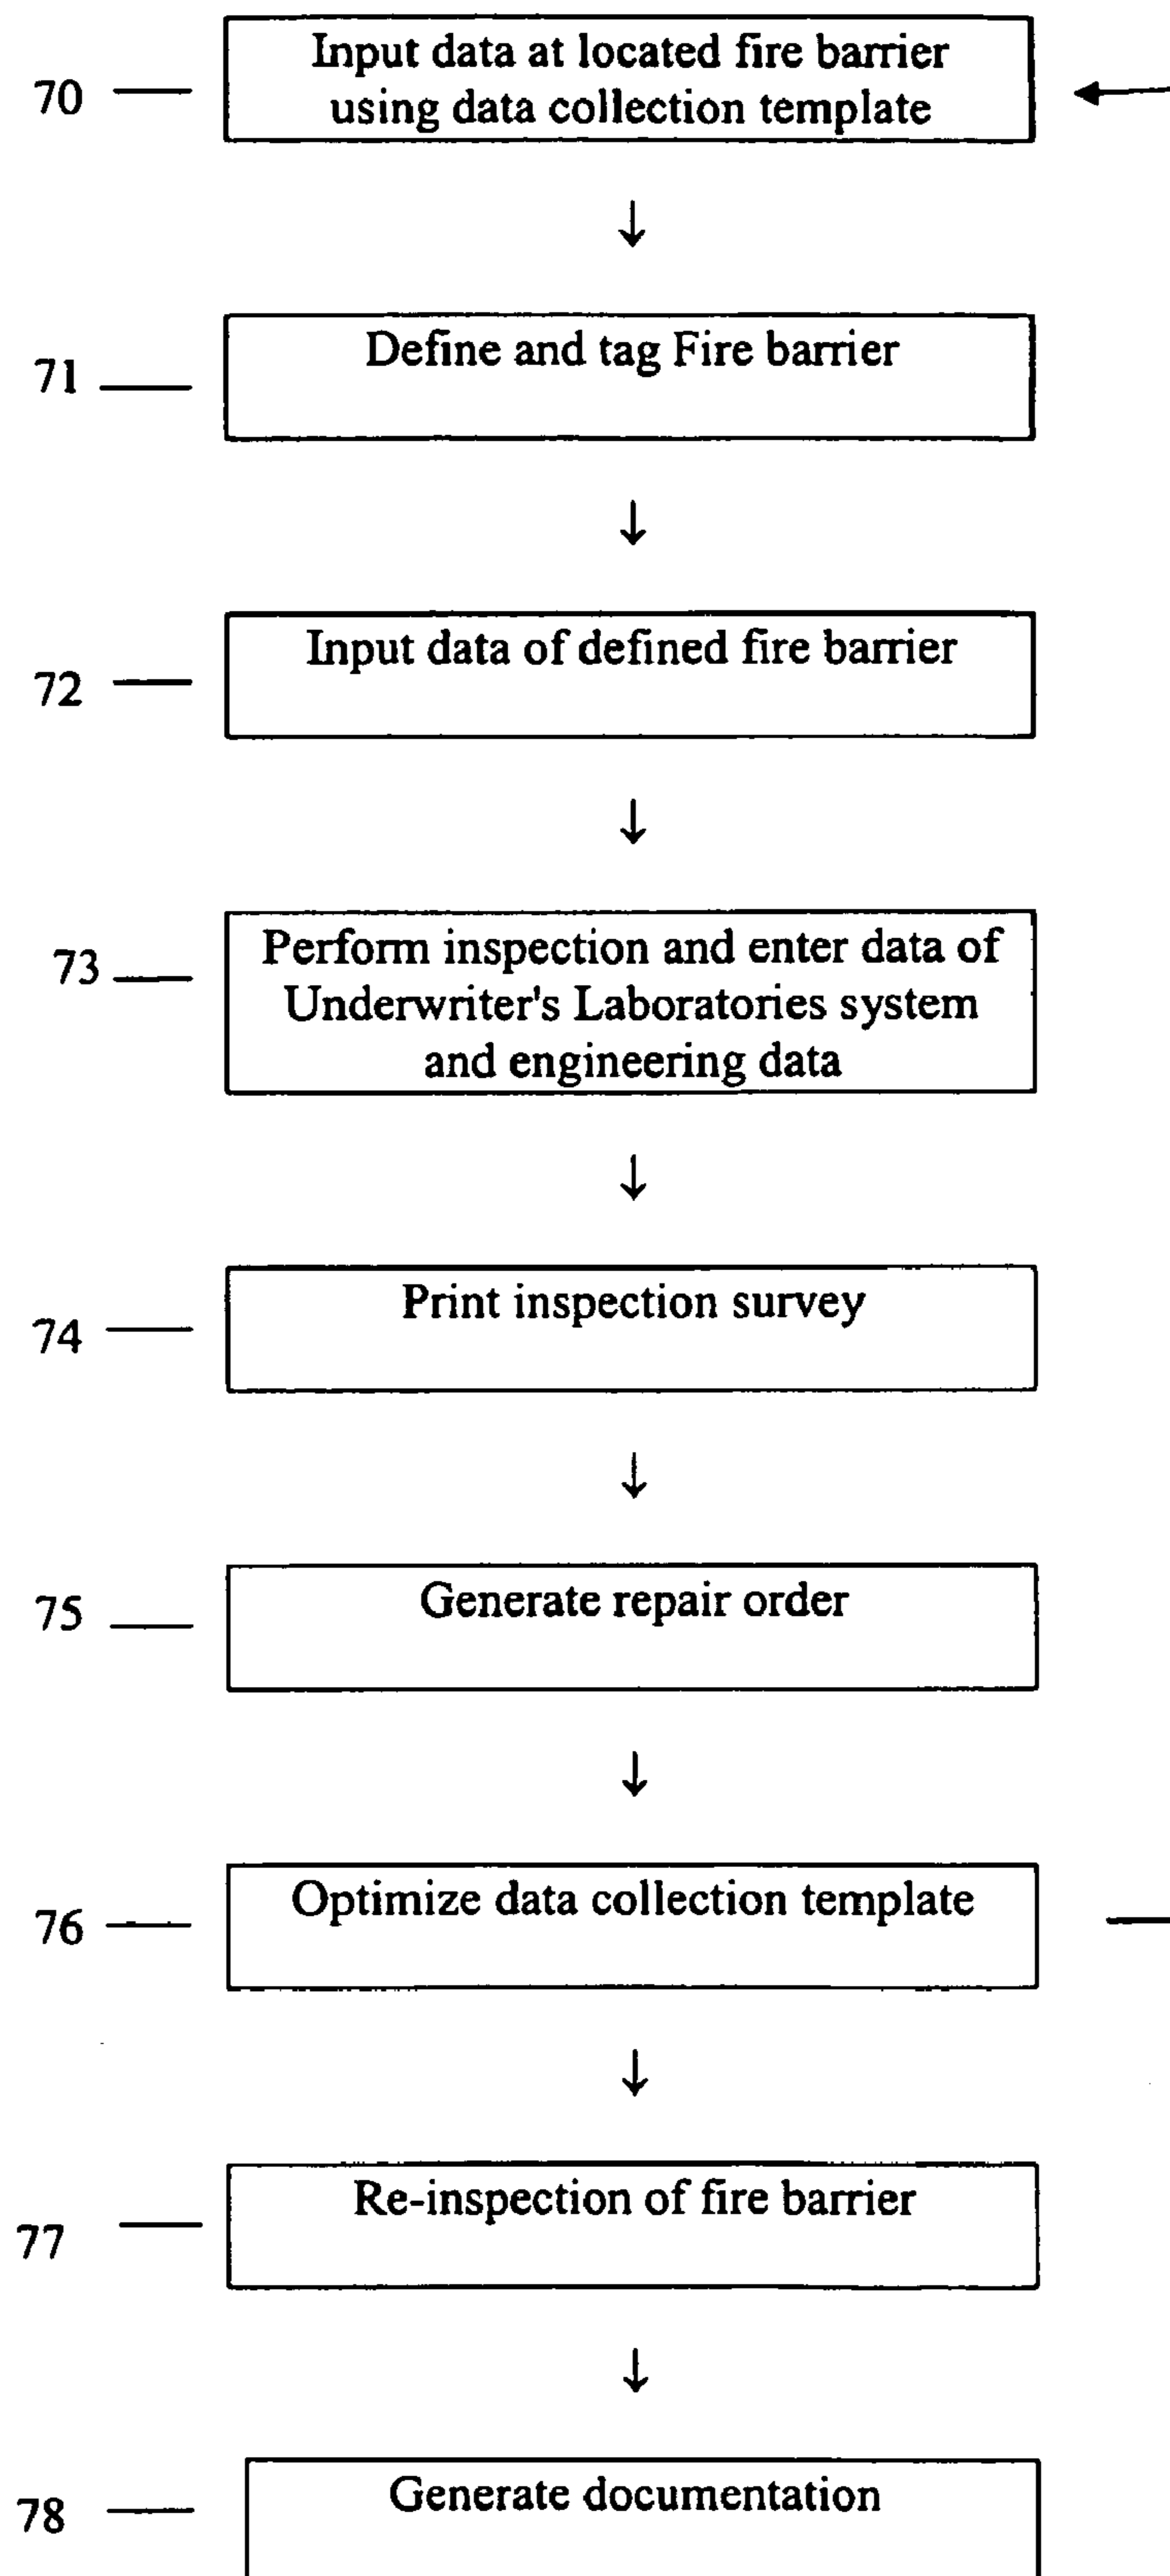 70
Input data at located fire barrier
using data collection template
71
Define and tag Fire barrier
72
Input data of defined fire barrier
73
Perform inspection and enter data of
Underwriter's Laboratories system
and engineering data
74
Print inspection survey
75
Generate repair order
76
Optimize data collection template
77
Re-inspection of fire barrier
78
Generate documentation